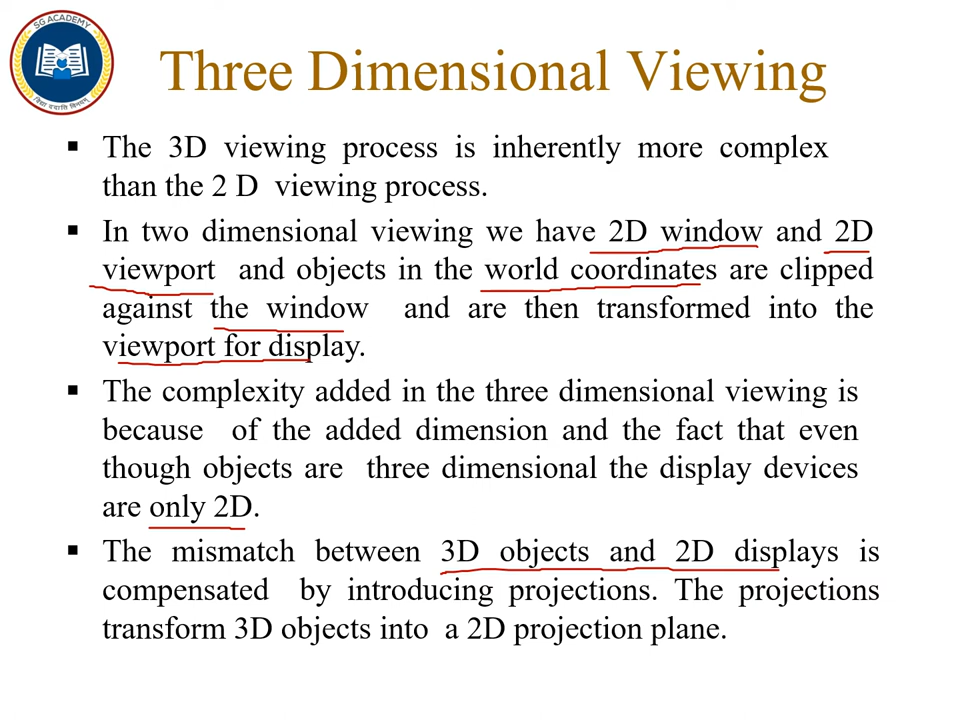 SG ACADEMY
विद्या ददाति विनयम्
Three Dimensional Viewing
▪ The 3D viewing process is inherently more complex
than the 2 D viewing process.
▪ In two dimensional viewing we have 2D window and 2D
viewport and objects in the world coordinates are clipped
against the window and are then transformed into the
viewport for display.
▪ The complexity added in the three dimensional viewing is
because of the added dimension and the fact that even
though objects are three dimensional the display devices
are only 2D.
▪ The mismatch between 3D objects and 2D displays is
compensated by introducing projections. The projections
transform 3D objects into a 2D projection plane.